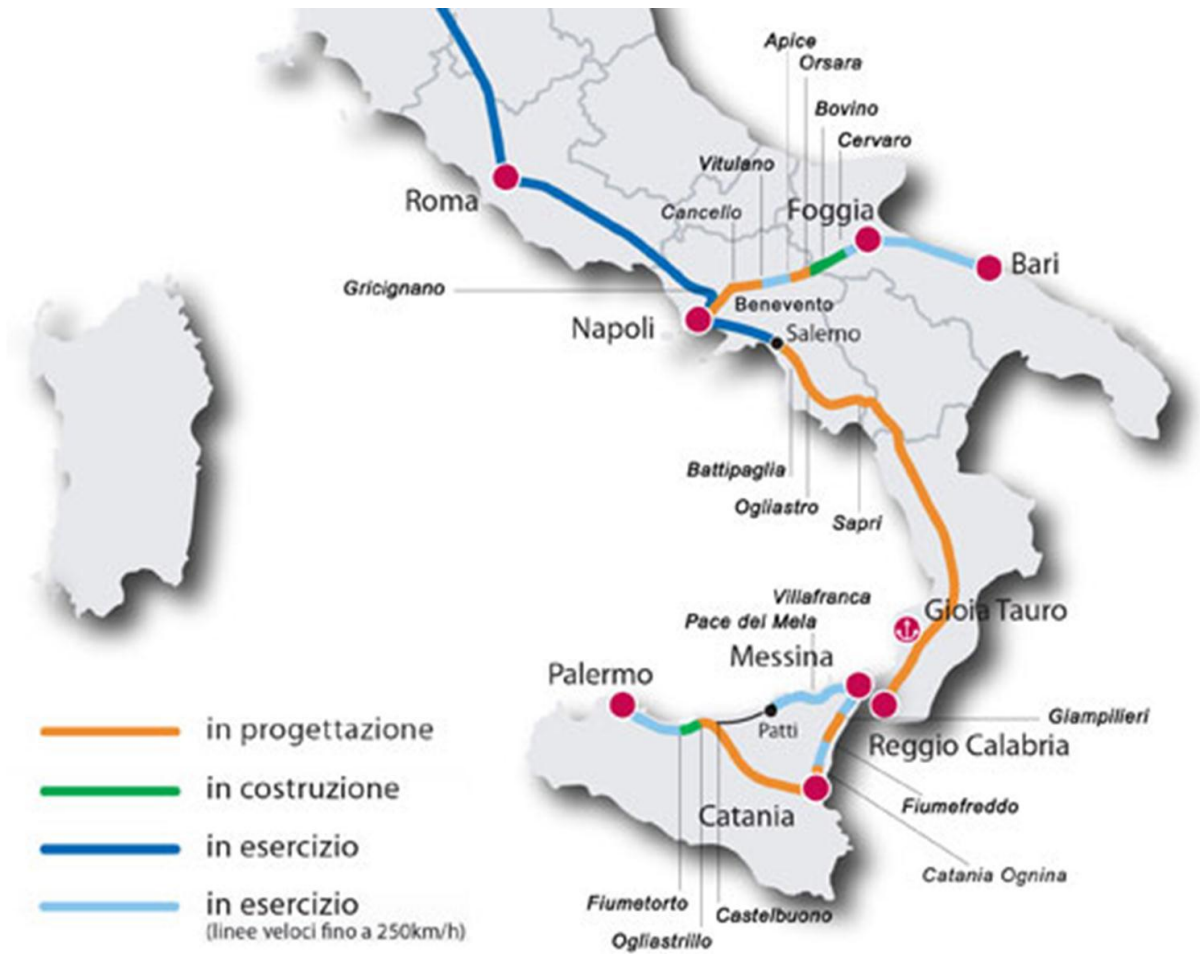 Apice
Orsara
Bovino
Cervaro
Vitulano
Cancello
Foggia
Roma
Bari
Gricignano
Benevento
Napoli
Salerno
Battipaglia
Ogliastro
Sapri
Villafranca
Gioia Tauro
Pace del Mela
Messina
Palermo
Giampilieri
Patti
Reggio Calabria
in progettazione
in costruzione
Fiumefreddo
Catania
in esercizio
Catania Ognina
in esercizio
(linee veloci fino a 250km/h)
Fiumetorto
Castelbuono
Ogliastrillo